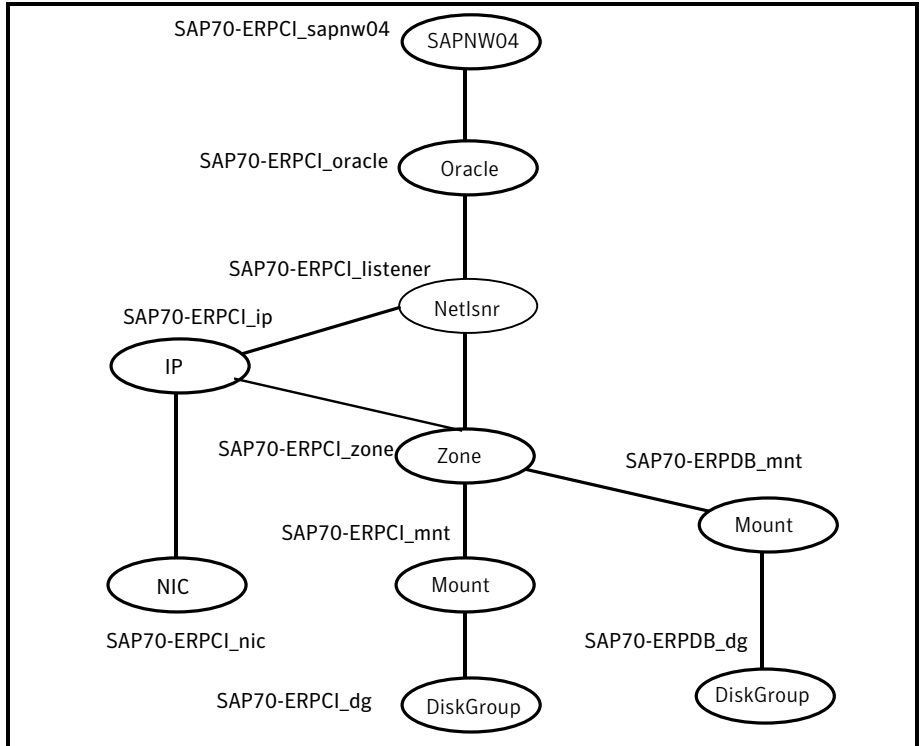 SAP70-ERPCI_sapnw04
SAPNW04
SAP70-ERPCI_oracle
Oracle
SAP70-ERPCI_listener
Netlsnr
SAP70-ERPCI_ip
IP
SAP70-ERPCI_zone
Zone
SAP70-ERPDB_mnt
Mount
SAP70-ERPCI_mnt
Mount
NIC
SAP70-ERPCI_nic
SAP70-ERPDB_dg
DiskGroup
SAP70-ERPCI_dg
DiskGroup